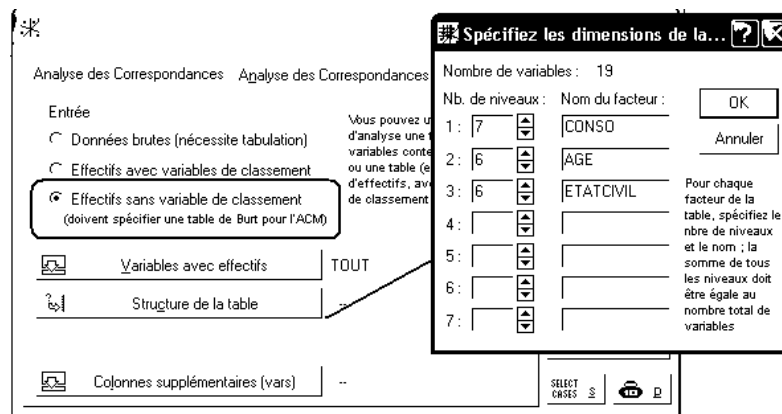 Analyse des Correspondances Analyse des Correspondances
Entrée
Données brutes (nécessite tabulation)
Effectifs avec variables de classement
Effectifs sans variable de classement
(doivent spécifier une table de Burt pour l'ACM)
Vous pouvez u
d'analyse une t
variables conte
ou une table (e
d'effectifs, av
de classement
Variables avec effectifs TOUT
Structure de la table --
Colonnes supplémentaires (vars) --
SELECT
CASES S D
Spécifiez les dimensions de la...
Nombre de variables : 19
Nb. de niveaux : Nom du facteur :
1 : 7 CONSO
2 : 6 AGE
3 : 6 ETATCIVIL
4 :
5 :
6 :
7 :
OK
Annuler
Pour chaque
facteur de la
table, spécifiez le
nbre de niveaux
et le nom ; la
somme de tous
les niveaux doit
être égale au
nombre total de
variables